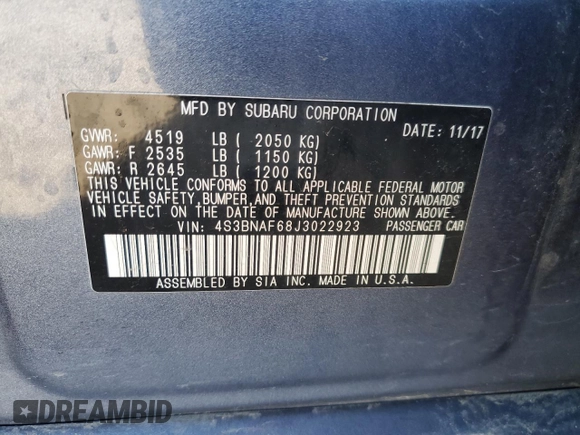 MFD BY SUBARU CORPORATION
GVWR: 4519 LB ( 2050 KG) DATE: 11/17
GAWR: F 2535 LB ( 1150 KG)
GAWR: R 2645 LB ( 1200 KG)
THIS VEHICLE CONFORMS TO ALL APPLICABLE FEDERAL MOTOR
VEHICLE SAFETY,BUMPER,AND THEFT PREVENTION STANDARDS
IN EFFECT ON THE DATE OF MANUFACTURE SHOWN ABOVE.
VIN: 4S3BNAF68J3022923 PASSENGER CAR
ASSEMBLED BY SIA INC. MADE IN U.S.A.
DREAMBID